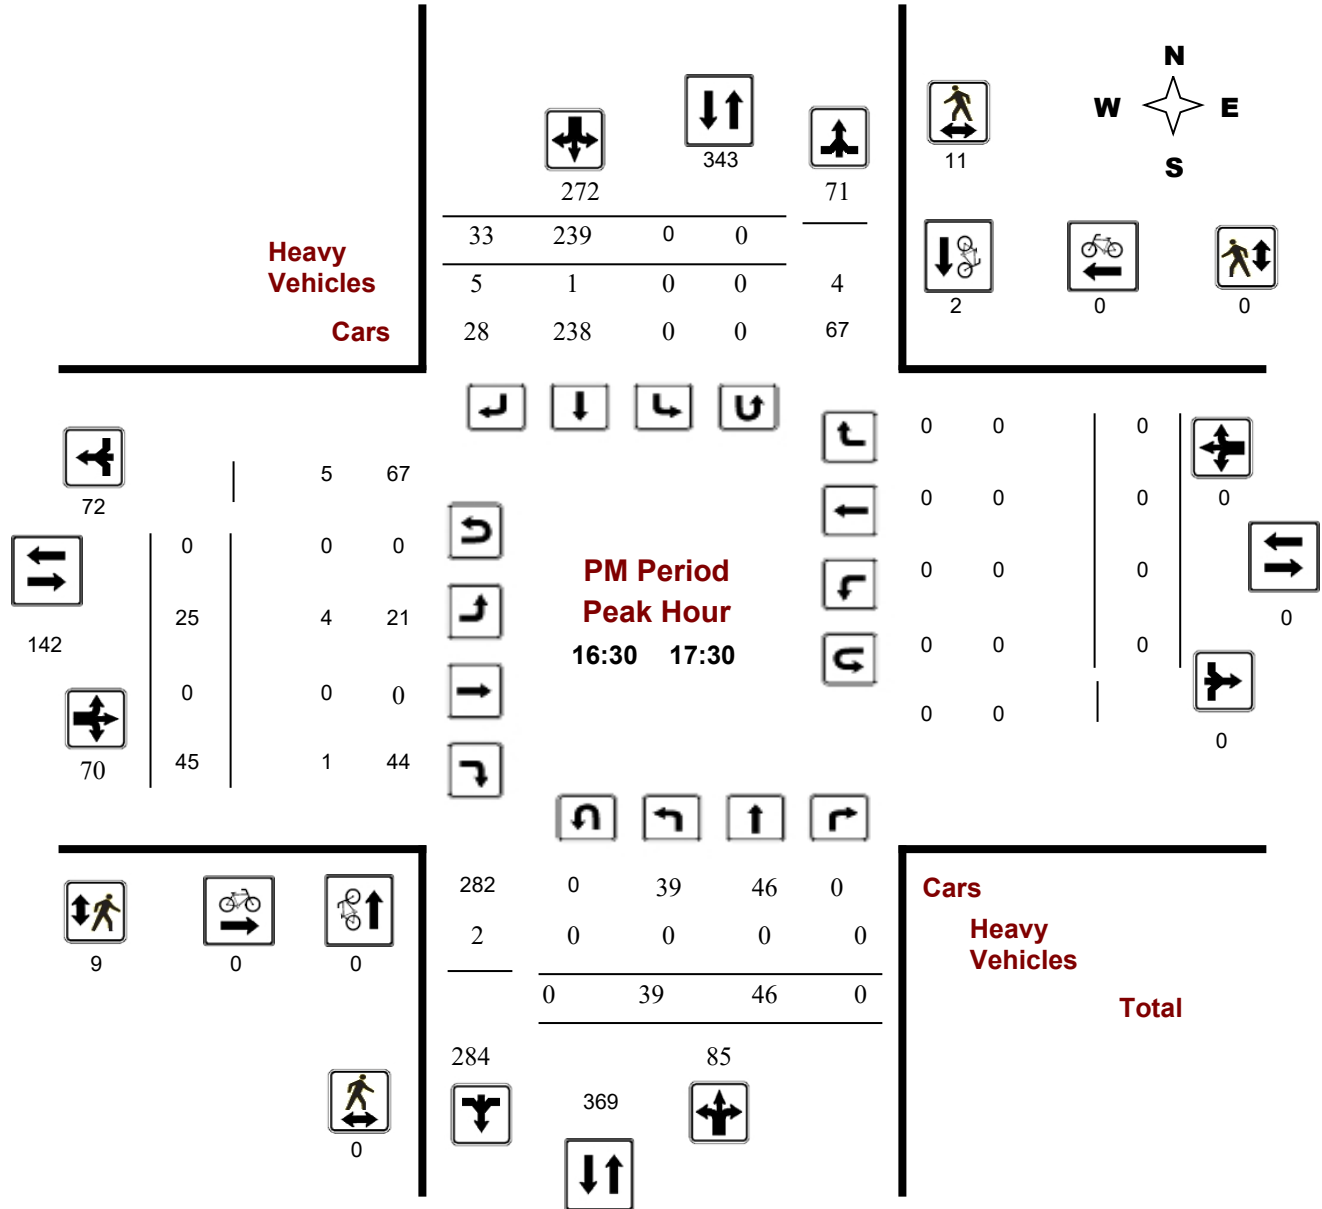 N
W E
S
343
11
272
71
33 239 0 0
Heavy
Vehicles
5 1 0 0 4
2 0 0
Cars
28 238 0 0 67
0 0 0
5 67
72
0 0 0 0
0 0 0
PM Period
0 0 0
Peak Hour
25 4 21
0
142
16:30 17:30
0 0 0
0 0 0
0 0
0
70
45 1 44
282 0 39 46 0
Cars
2 0 0 0 0
Heavy
Vehicles
9 0 0
0 39 46 0
Total
284 85
369
0